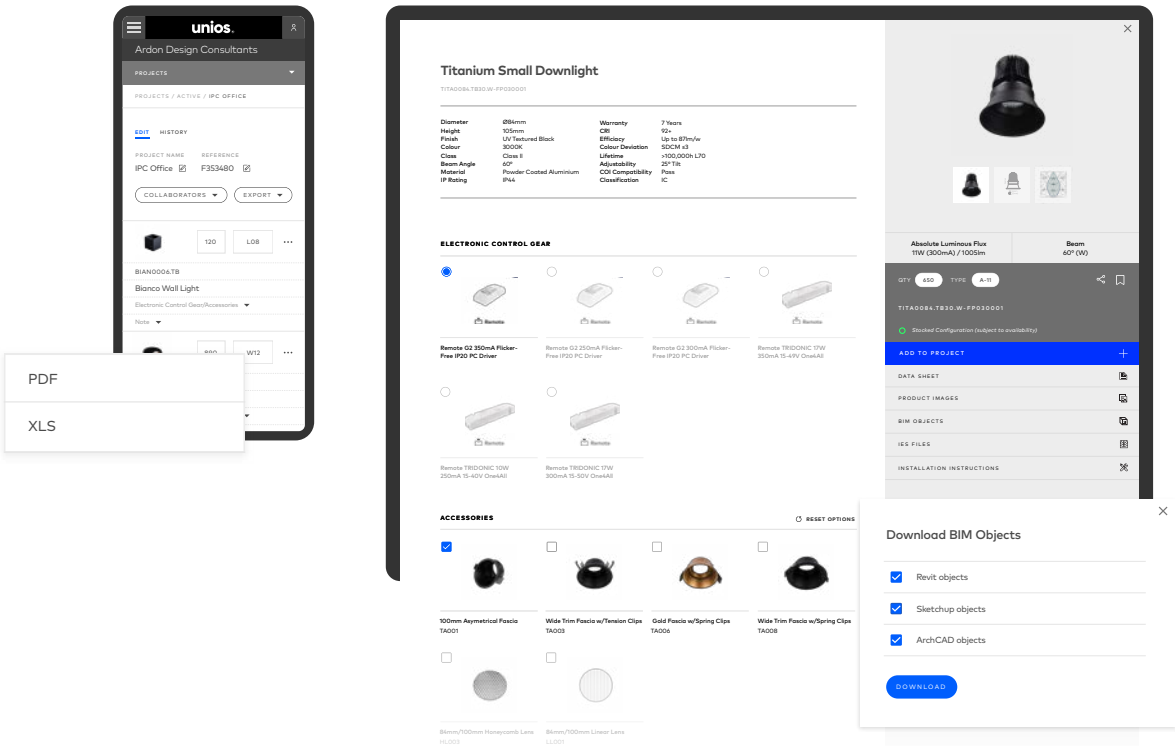 unios.
Ardon Design Consultants
PROJECTS
PROJECTS / ACTIVE / IPC OFFICE
EDIT HISTORY
PROJECT NAME REFERENCE
IPC Office F353480
COLLABORATORS EXPORT
120 L08
BIAN0006.TB
Bianco Wall Light
Electronic Control Gear/Accessories
Note
W12
PDF
XLS
Titanium Small Downlight
TITA0084.TB30.W-PP030001
Diameter Ø84mm
Height 105mm
Finish UV Textured Black
Colour 3000K
Class Class II
Beam Angle 60°
Material Powder Coated Aluminium
IP Rating IP44
Warranty 7 Years
CRI 92+
Efficiacy Up to 87lm/w
Colour Deviation SDCM ≤3
Lifetime >100,000h L70
Adjustability 25° Tilt
COI Compatibility Pass
Classification IC
ELECTRONIC CONTROL GEAR
Remote
Remote
Remote
Remote
Remote G2 350mA Flicker-
Free IP20 PC Driver
Remote G2 250mA Flicker-
Free IP20 PC Driver
Remote G2 300mA Flicker-
Free IP20 PC Driver
Remote TRIDONIC 17W
350mA 15-49V One4All
Remote
Remote
Remote TRIDONIC 10W
250mA 15-40V One4All
Remote TRIDONIC 17W
300mA 15-50V One4All
ACCESSORIES RESET OPTIONS
100mm Asymetrical Fascia
TA001
Wide Trim Fascia w/Tension Clips
TA003
Gold Fascia w/Spring Clips
TA006
Wide Trim Fascia w/Spring Clips
TA008
84mm/100mm Honeycomb Lens
HL003
84mm/100mm Linear Lens
LL001
Absolute Luminous Flux
11W (300mA) / 1005lm
Beam
60° (W)
QTY 650 TYPE A-11
TITA0084.TB30.W-PP030001
Stocked Configuration (subject to availability)
ADD TO PROJECT
DATA SHEET
PRODUCT IMAGES
BIM OBJECTS
IES FILES
INSTALLATION INSTRUCTIONS
Download BIM Objects
Revit objects
Sketchup objects
ArchCAD objects
DOWNLOAD